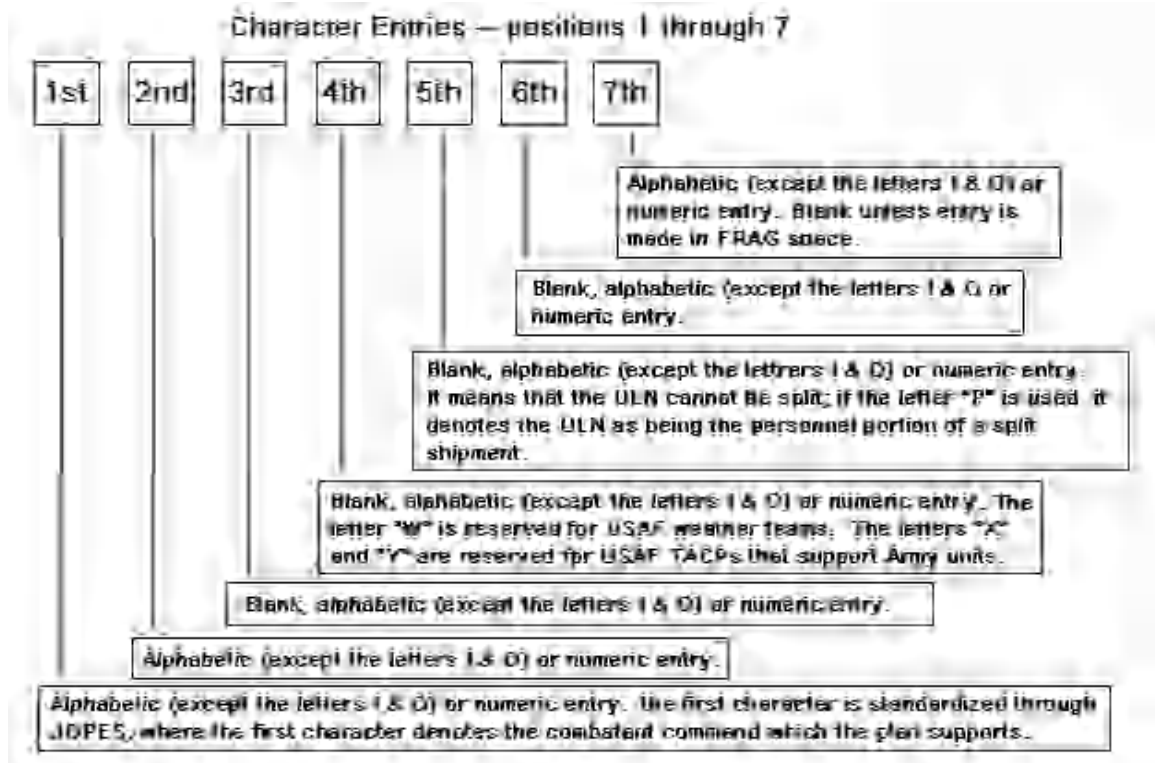 Character Entries — positions 1 through 7
1st 2nd 3rd 4th 5th 6th 7th
Alphabetic (except the letters I & O) or
numeric entry. Blank unless entry is
made in FRAG space.
Blank, alphabetic (except the letters I & O or
numeric entry.
Blank, alphabetic (except the lettrers I & O) or numeric entry.
It means that the ULN cannot be split; if the letter "P" is used it
denotes the ULN as being the personnel portion of a split
shipment.
Blank, alphabetic (except the letters I & O) or numeric entry. The
letter "W" is reserved for USAF weather teams. The letters "X"
and "Y" are reserved for USAF TACPs that support Army units.
Blank, alphabetic (except the letters I & O) or numeric entry.
Alphabetic (except the letters I & O) or numeric entry.
Alphabetic (except the letters I & O) or numeric entry. The first character is standardized through
JOPES, where the first character denotes the combatant command which the plan supports.